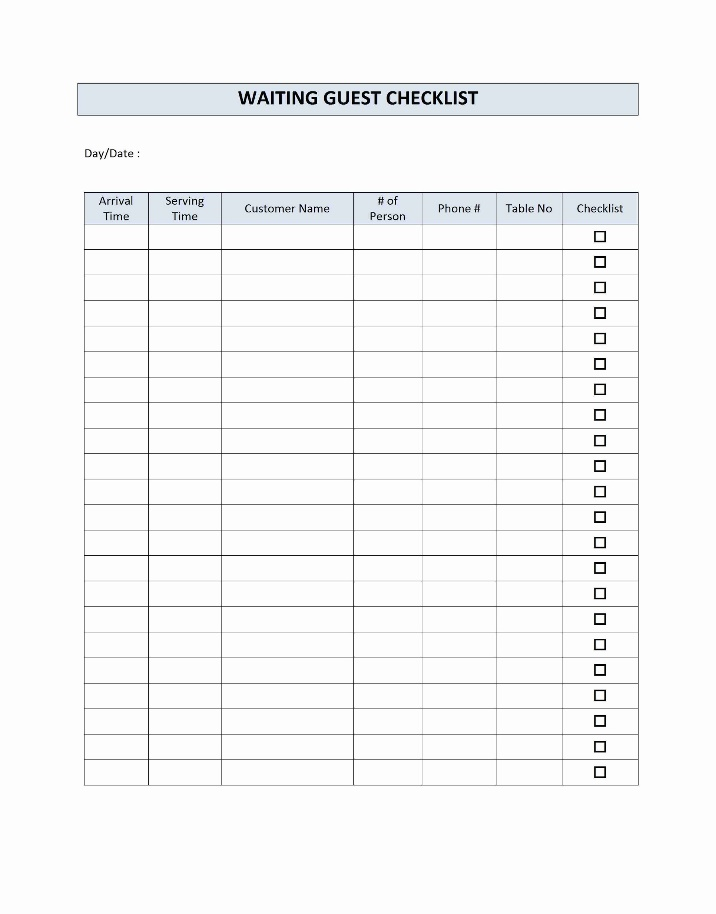 WAITING GUEST CHECKLIST
Day/Date :
Arrival Time
Serving Time
Customer Name
# of Person
Phone #
Table No
Checklist